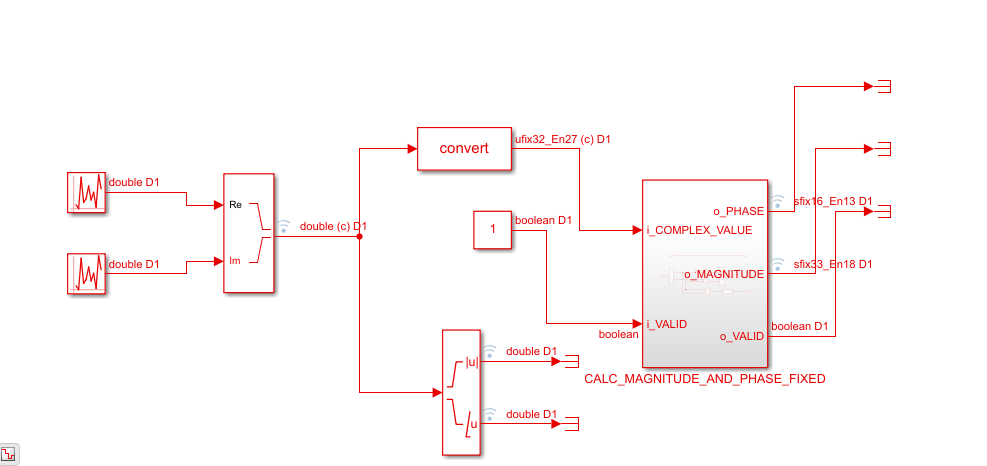 ufix32_En27 (c) D1
convert
double D1
Re
sfix16_En13 D1
o_PHASE
boolean D1
1
double (c) D1
i_COMPLEX_VALUE
double D1
Im
sfix33_En18 D1
o_MAGNITUDE
i_VALID
boolean D1
boolean
o_VALID
double D1
|u|
CALC_MAGNITUDE_AND_PHASE_FIXED
double D1
u